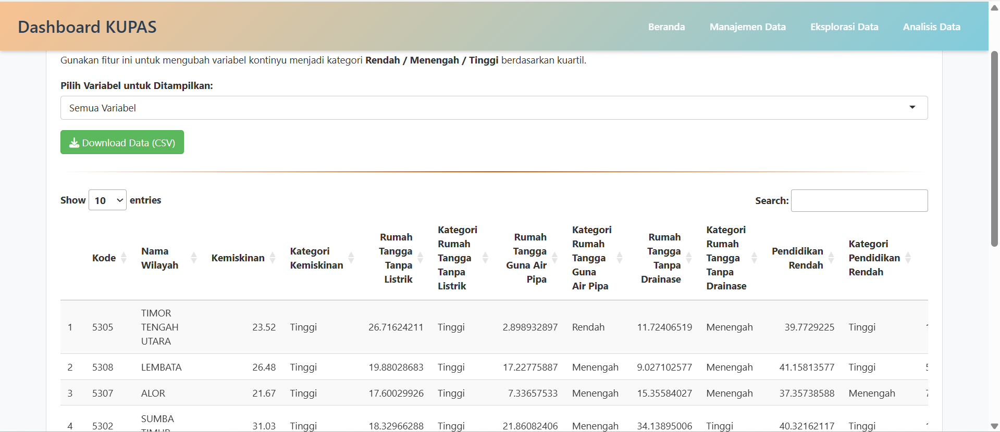 Dashboard KUPAS
Beranda
Manajemen Data
Eksplorasi Data
Analisis Data
Gunakan fitur ini untuk mengubah variabel kontinyu menjadi kategori Rendah / Menengah / Tinggi berdasarkan kuartil.
Pilih Variabel untuk Ditampilkan:
Semua Variabel
Download Data (CSV)
Show 10 entries
Search:
Kode
Nama
Wilayah
Kemiskinan
Kategori
Kemiskinan
Rumah
Tangga
Tanpa
Listrik
Kategori
Rumah
Tangga
Tanpa
Listrik
Rumah
Tangga
Guna Air
Pipa
Kategori
Rumah
Tangga
Guna
Air Pipa
Rumah
Tangga
Tanpa
Drainase
Kategori
Rumah
Tangga
Tanpa
Drainase
Pendidikan
Rendah
Kategori
Pendidikan
Rendah
1 5305 TIMOR
TENGAH
UTARA
23.52 Tinggi 26.71624211 Tinggi 2.898932897 Rendah 11.72406519 Menengah 39.7729225 Tinggi
2 5308 LEMBATA 26.48 Tinggi 19.88028683 Tinggi 17.22775887 Menengah 9.027102577 Menengah 41.15813577 Tinggi
3 5307 ALOR 21.67 Tinggi 17.60029926 Tinggi 7.33657533 Menengah 15.35584027 Menengah 37.35738588 Menengah
4 5302 SUMBA
TIMUR
31.03 Tinggi 18.32966288 Tinggi 21.86082406 Menengah 34.13895006 Tinggi 40.32162117 Tinggi